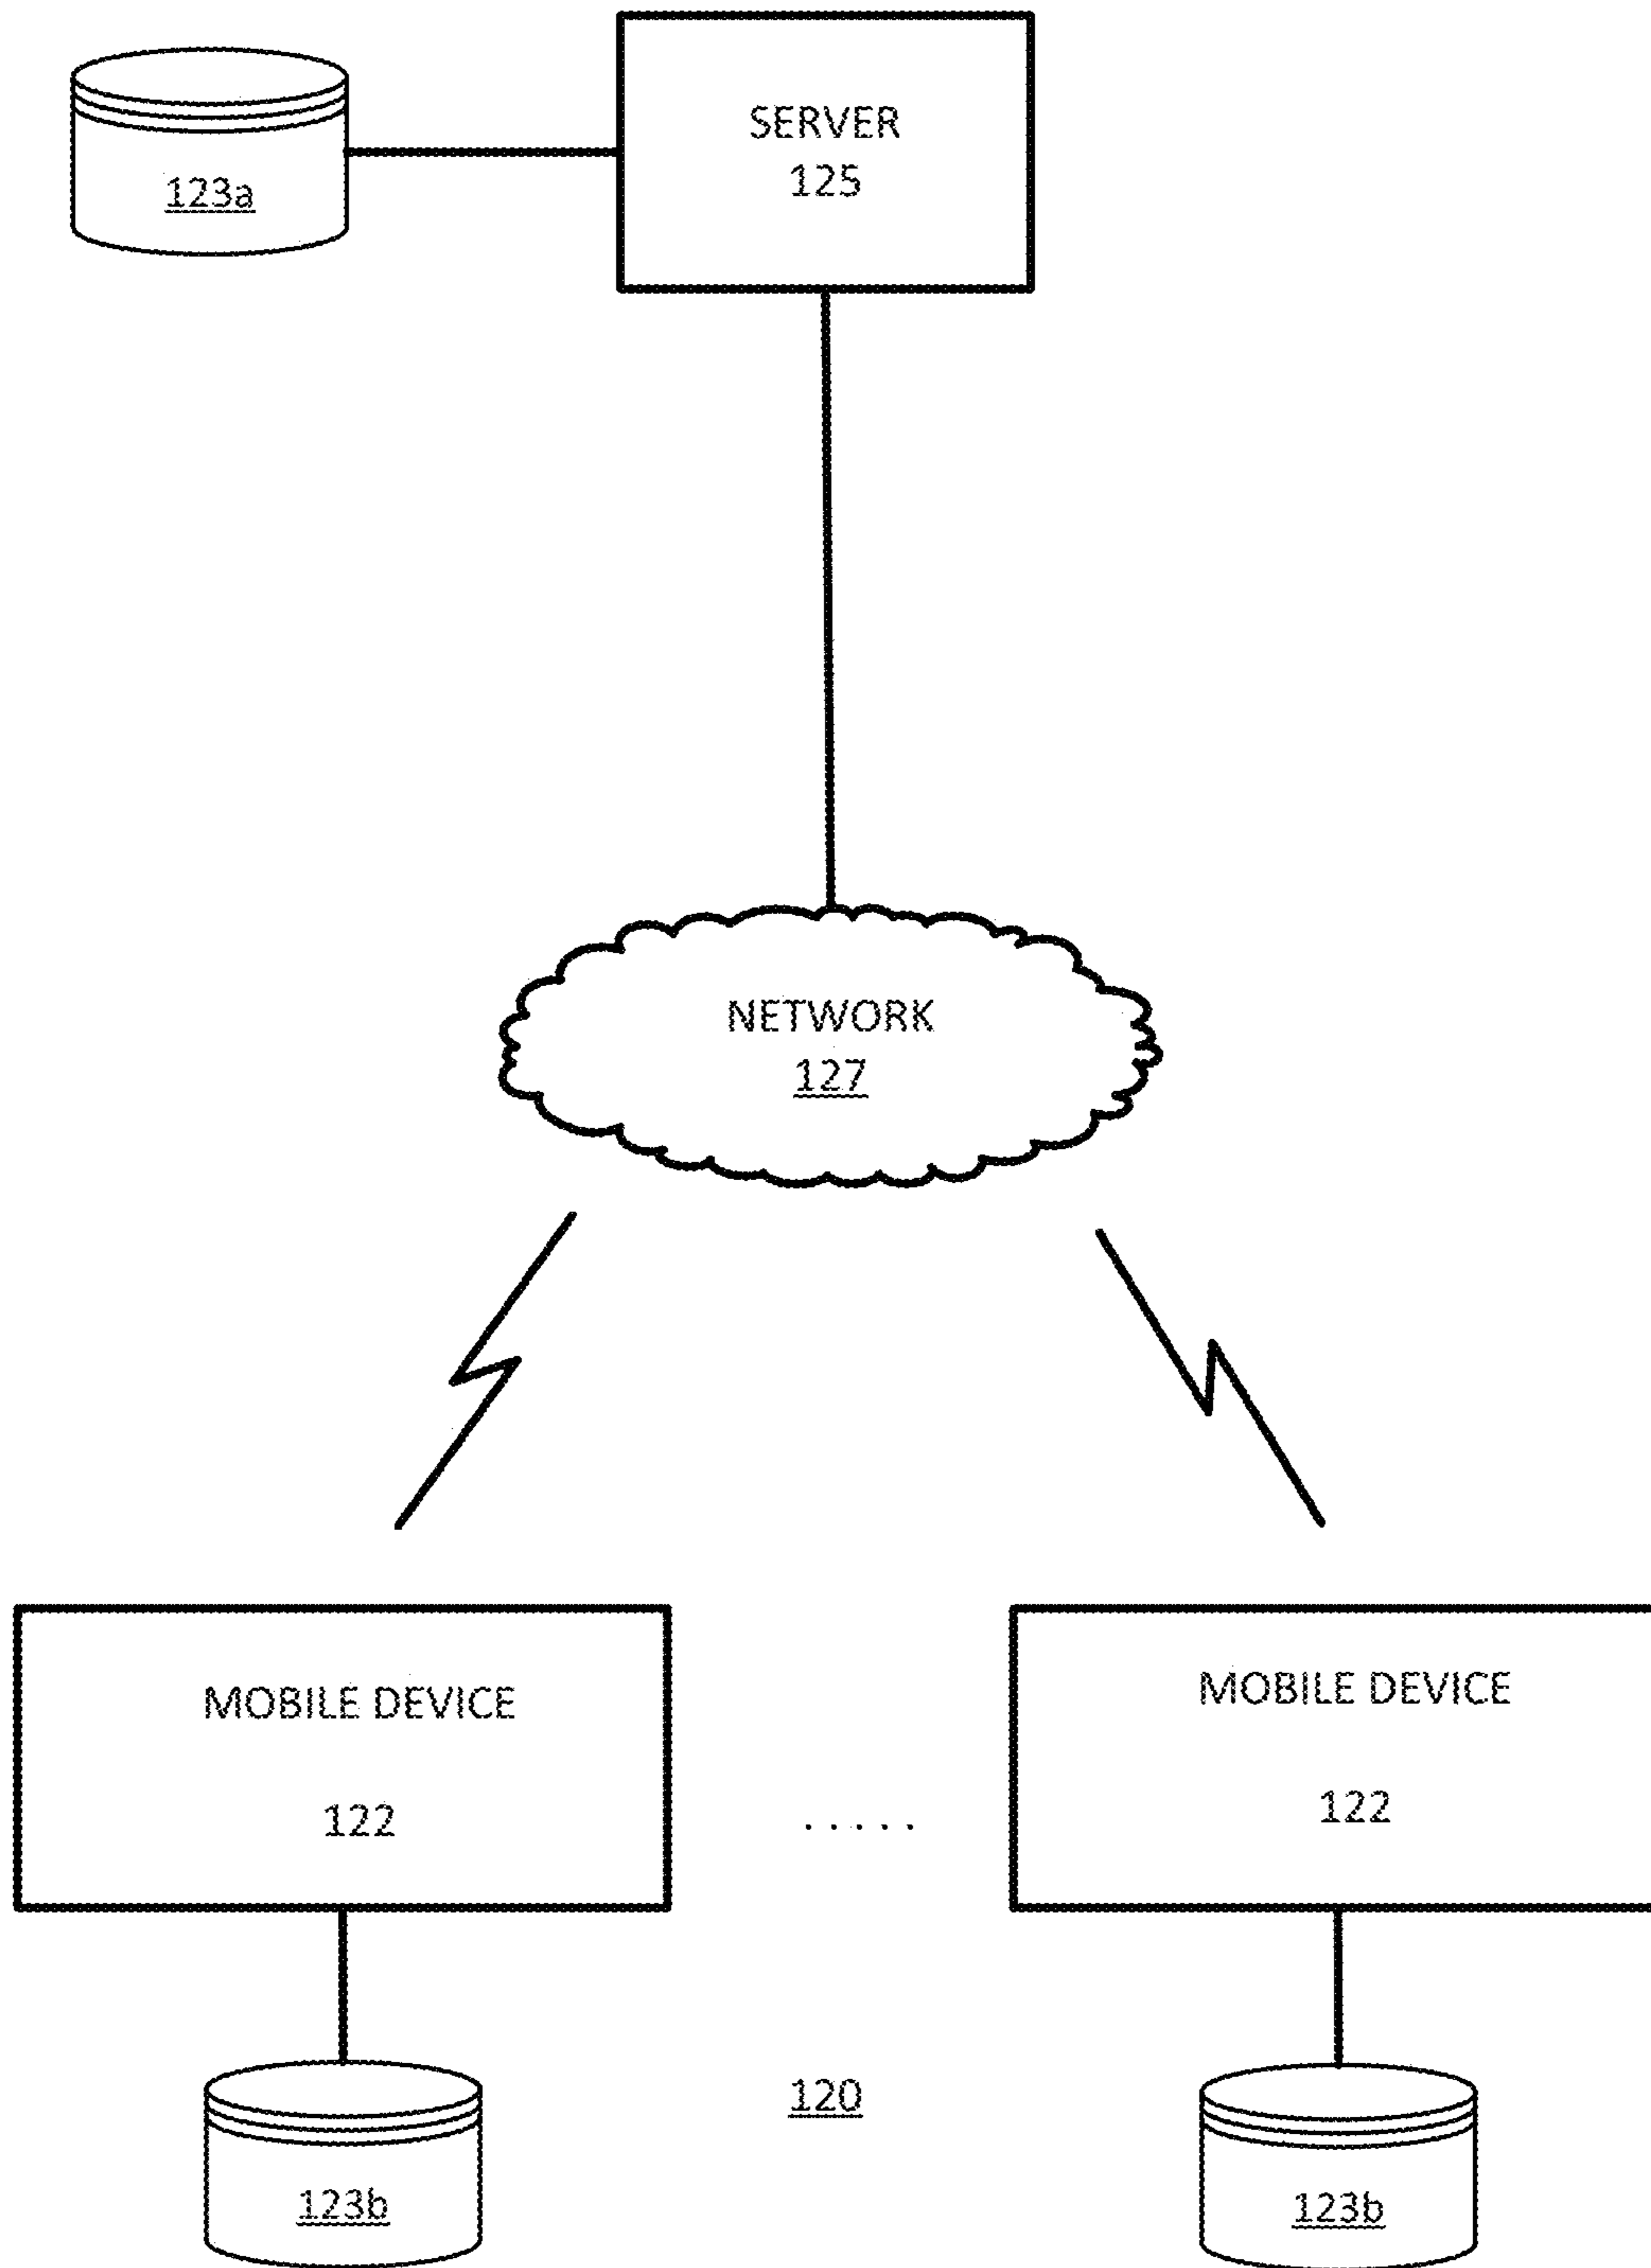 SERVER
125
123a
NETWORK
127
MOBILE DEVICE
122
MOBILE DEVICE
122
.....
120
123b
123b